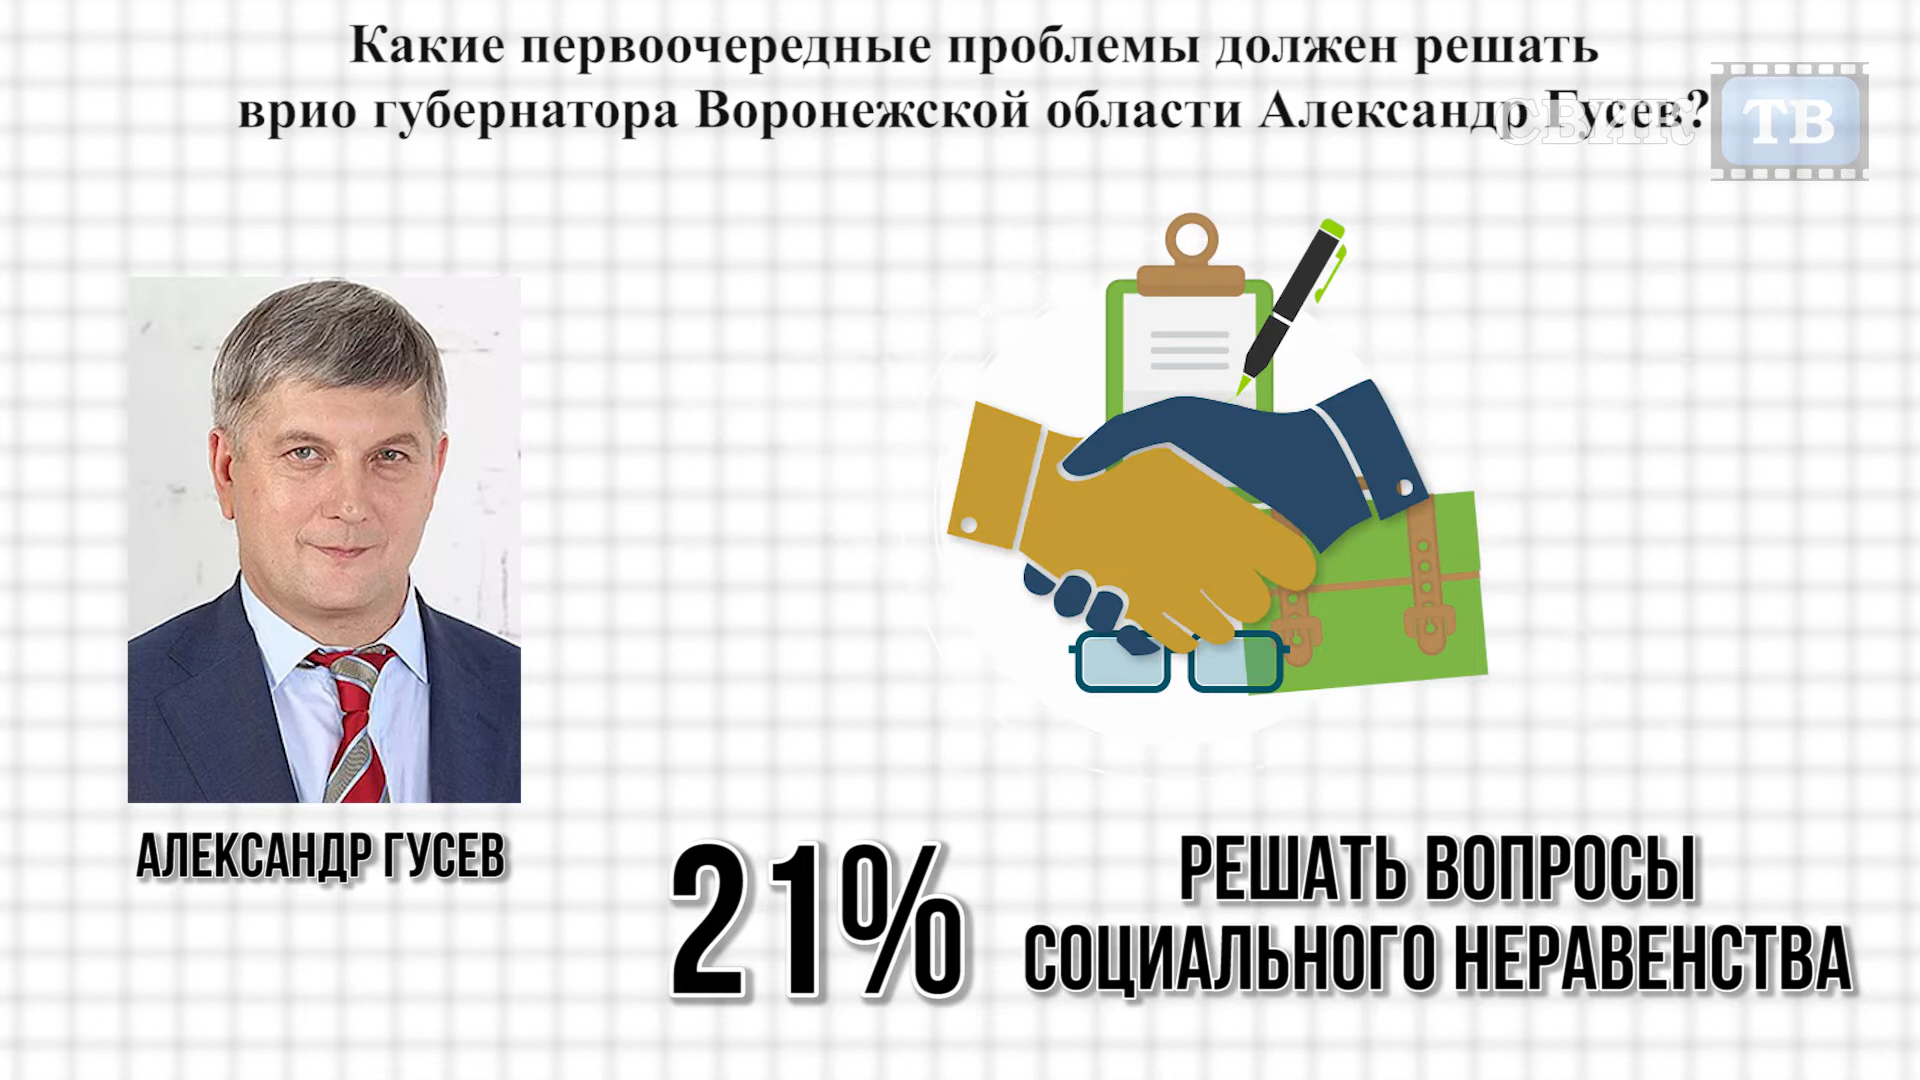 Какие первоочередные проблемы должен решать
врио губернатора Воронежской области Александр Гусев?
СВИК ТВ
АЛЕКСАНДР ГУСЕВ
21%
РЕШАТЬ ВОПРОСЫ
СОЦИАЛЬНОГО НЕРАВЕНСТВА